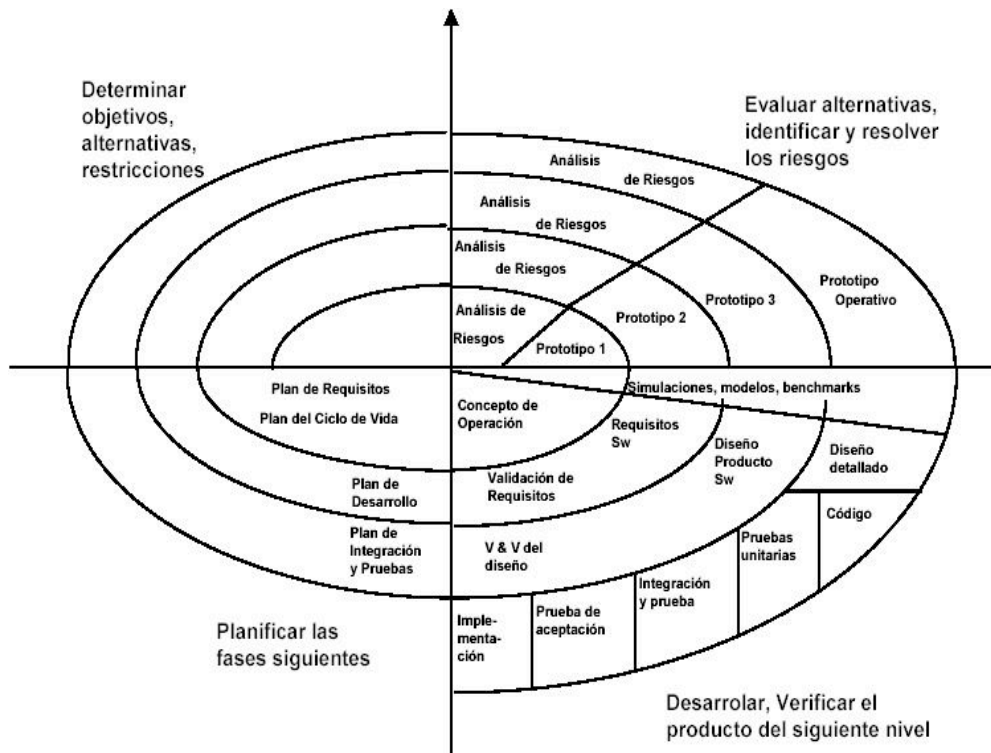 Determinar
objetivos,
alternativas,
restricciones
Evaluar alternativas,
identificar y resolver
los riesgos
Análisis
de Riesgos
Análisis
de Riesgos
Análisis
de Riesgos
Análisis de
Riesgos
Prototipo 1
Prototipo 2
Prototipo 3
Prototipo
Operativo
Simulaciones, modelos, benchmarks
Plan de Requisitos
Plan del Ciclo de Vida
Concepto de
Operación
Requisitos
Sw
Diseño
Producto
Sw
Diseño
detallado
Plan de
Desarrollo
Validación de
Requisitos
Código
Plan de
Integración
y Pruebas
V & V del
diseño
Pruebas
unitarias
Integración
y prueba
Prueba de
aceptación
Imple-
menta-
ción
Planificar las
fases siguientes
Desarrolar, Verificar el
producto del siguiente nivel